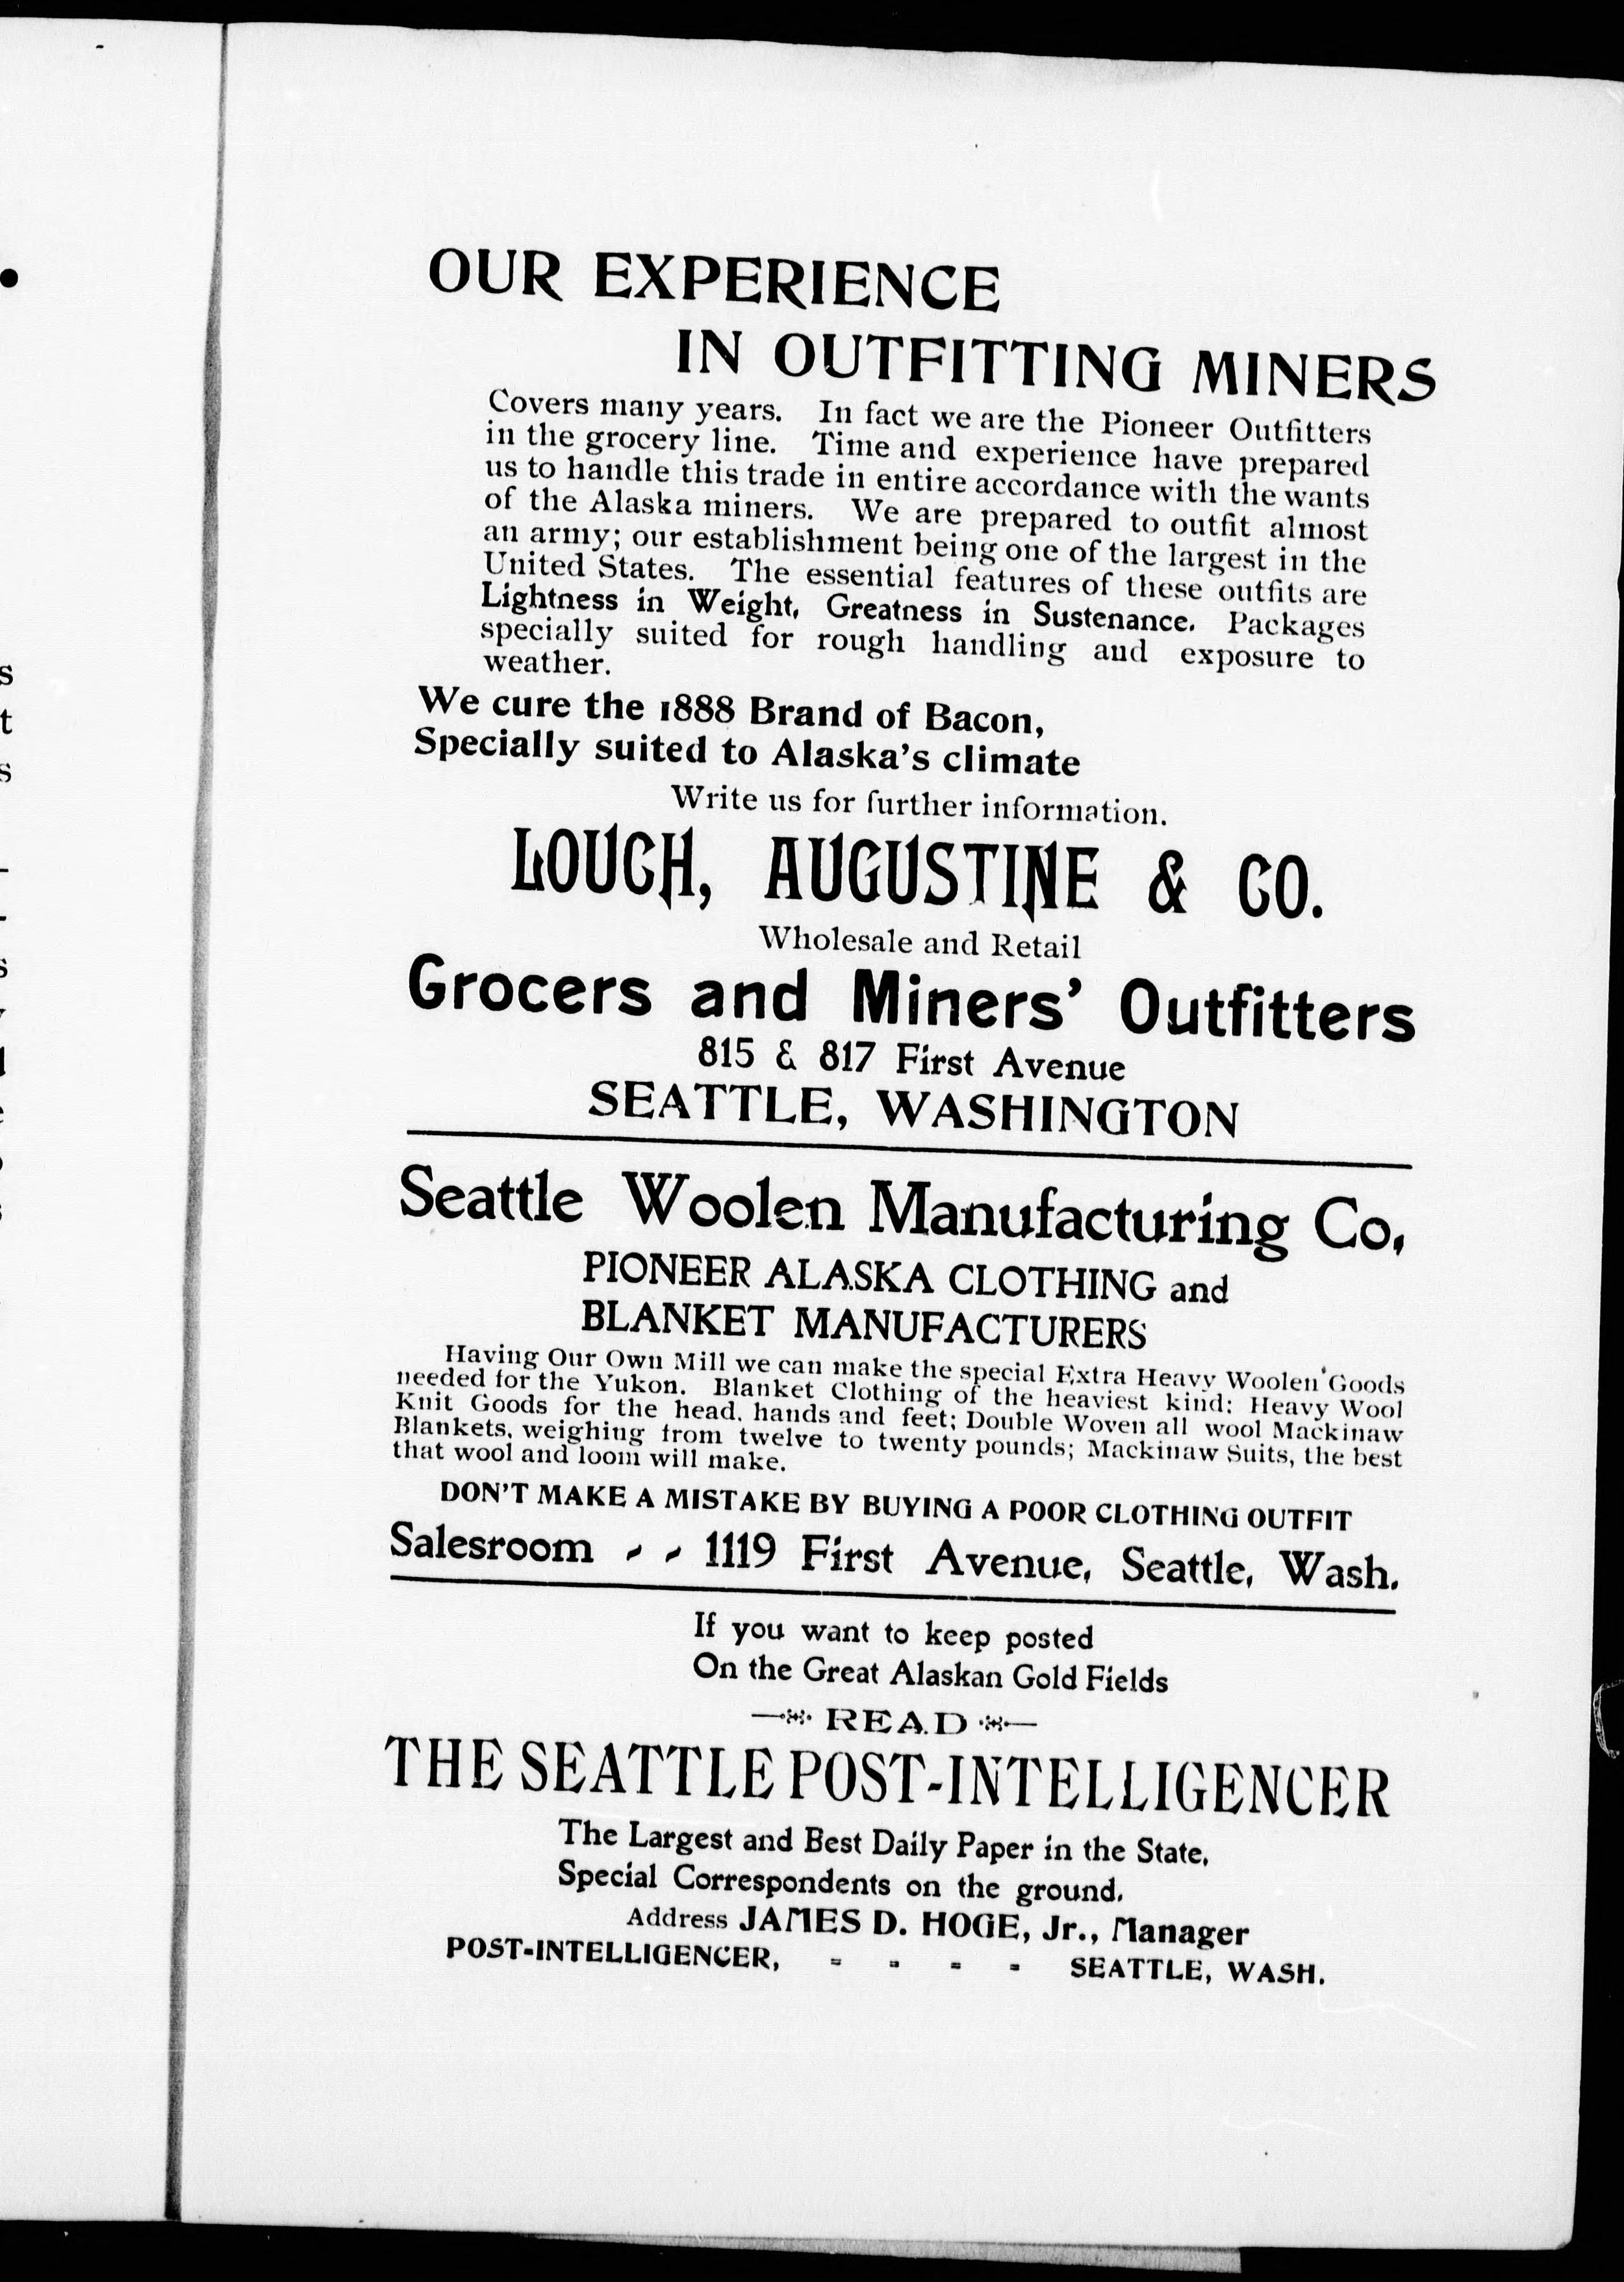 OUR EXPERIENCE
IN OUTFITTING MINERS
Covers many years. In fact we are the Pioneer Outfitters
in the grocery line. Time and experience have prepared
us to handle this trade in entire accordance with the wants
of the Alaska miners. We are prepared to outfit almost
an army; our establishment being one of the largest in the
United States. The essential features of these outfits are
Lightness in Weight, Greatness in Sustenance. Packages
specially suited for rough handling and exposure to
weather.
We cure the 1888 Brand of Bacon,
Specially suited to Alaska's climate
Write us for further information.
LOUCH, AUGUSTINE & CO.
Wholesale and Retail
Grocers and Miners' Outfitters
815 & 817 First Avenue
SEATTLE, WASHINGTON
Seattle Woolen Manufacturing Co.
PIONEER ALASKA CLOTHING and
BLANKET MANUFACTURERS
Having Our Own Mill we can make the special Extra Heavy Woolen Goods
needed for the Yukon. Blanket Clothing of the heaviest kind: Heavy Wool
Knit Goods for the head, hands and feet; Double Woven all wool Mackinaw
Blankets, weighing from twelve to twenty pounds; Mackinaw Suits, the best
that wool and loom will make.
DON'T MAKE A MISTAKE BY BUYING A POOR CLOTHING OUTFIT
Salesroom - - 1119 First Avenue, Seattle, Wash.
If you want to keep posted
On the Great Alaskan Gold Fields
READ
THE SEATTLE POST-INTELLIGENCER
The Largest and Best Daily Paper in the State.
Special Correspondents on the ground.
Address JAMES D. HOGE, Jr., Manager
POST-INTELLIGENCER, - - - - SEATTLE, WASH.